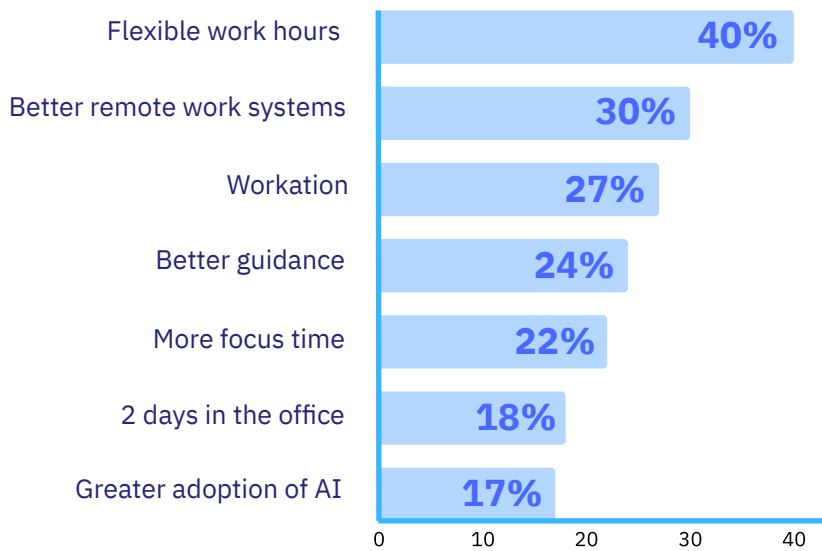 Flexible work hours 40%
Better remote work systems 30%
Workation 27%
Better guidance 24%
More focus time 22%
2 days in the office 18%
Greater adoption of AI 17%
0 10 20 30 40